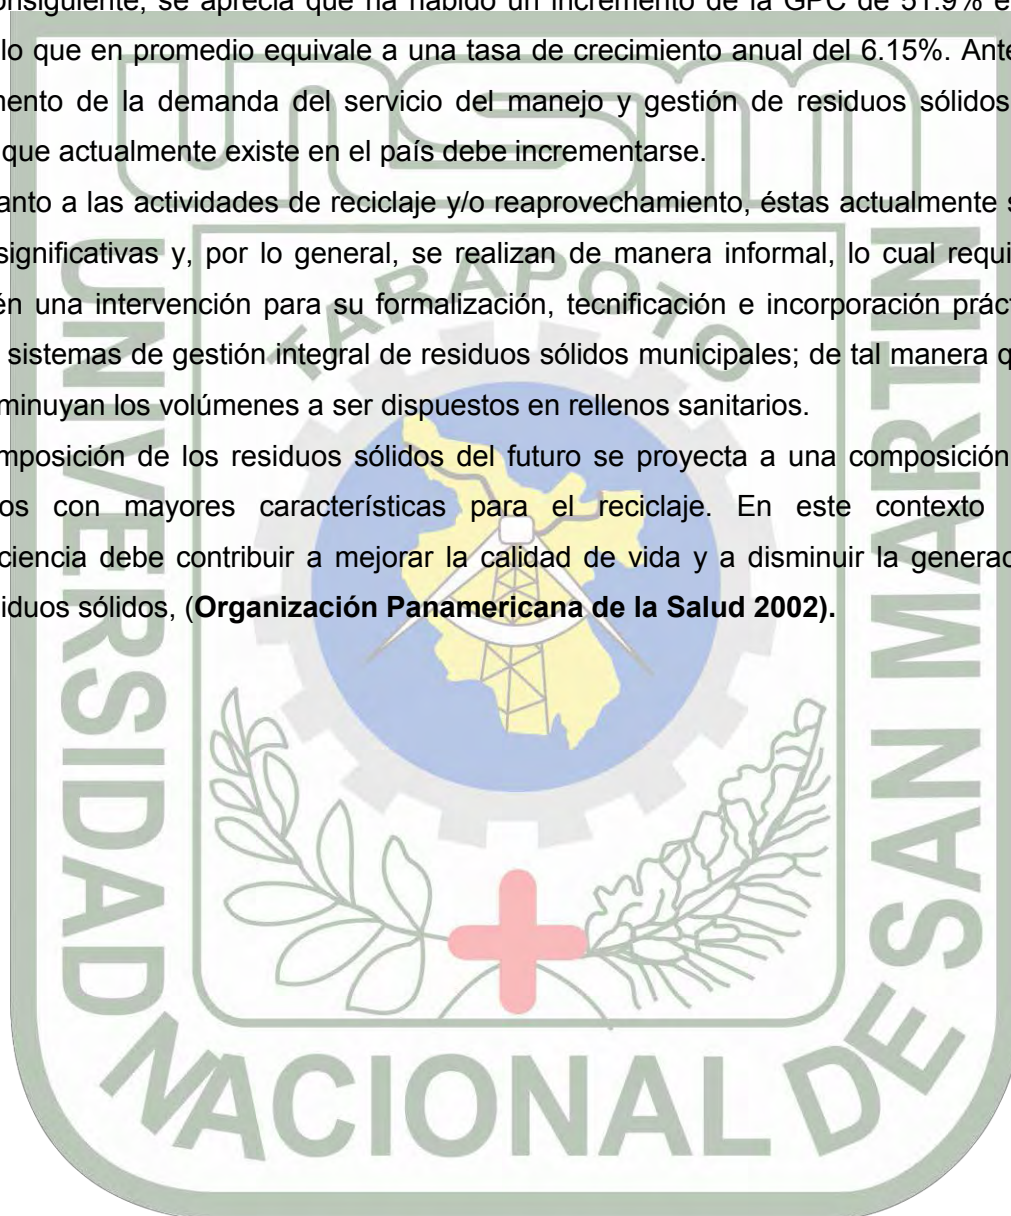 onsiguiente, se aprecia que ha habido un incremento de la GPC de 51.9% e
lo que en promedio equivale a una tasa de crecimiento anual del 6.15%. Ante
mento de la demanda del servicio del manejo y gestión de residuos sólidos
que actualmente existe en el país debe incrementarse.
anto a las actividades de reciclaje y/o reaprovechamiento, éstas actualmente s
significativas y, por lo general, se realizan de manera informal, lo cual requi
én una intervención para su formalización, tecnificación e incorporación práct
sistemas de gestión integral de residuos sólidos municipales; de tal manera q
minuyan los volúmenes a ser dispuestos en rellenos sanitarios.
mposición de los residuos sólidos del futuro se proyecta a una composición
os con mayores características para el reciclaje. En este contexto
ciencia debe contribuir a mejorar la calidad de vida y a disminuir la generac
iduos sólidos, (Organización Panamericana de la Salud 2002).
unsm
TARAPOTO
UNIVERSIDAD
NACIONAL DE
SAN MARTIN